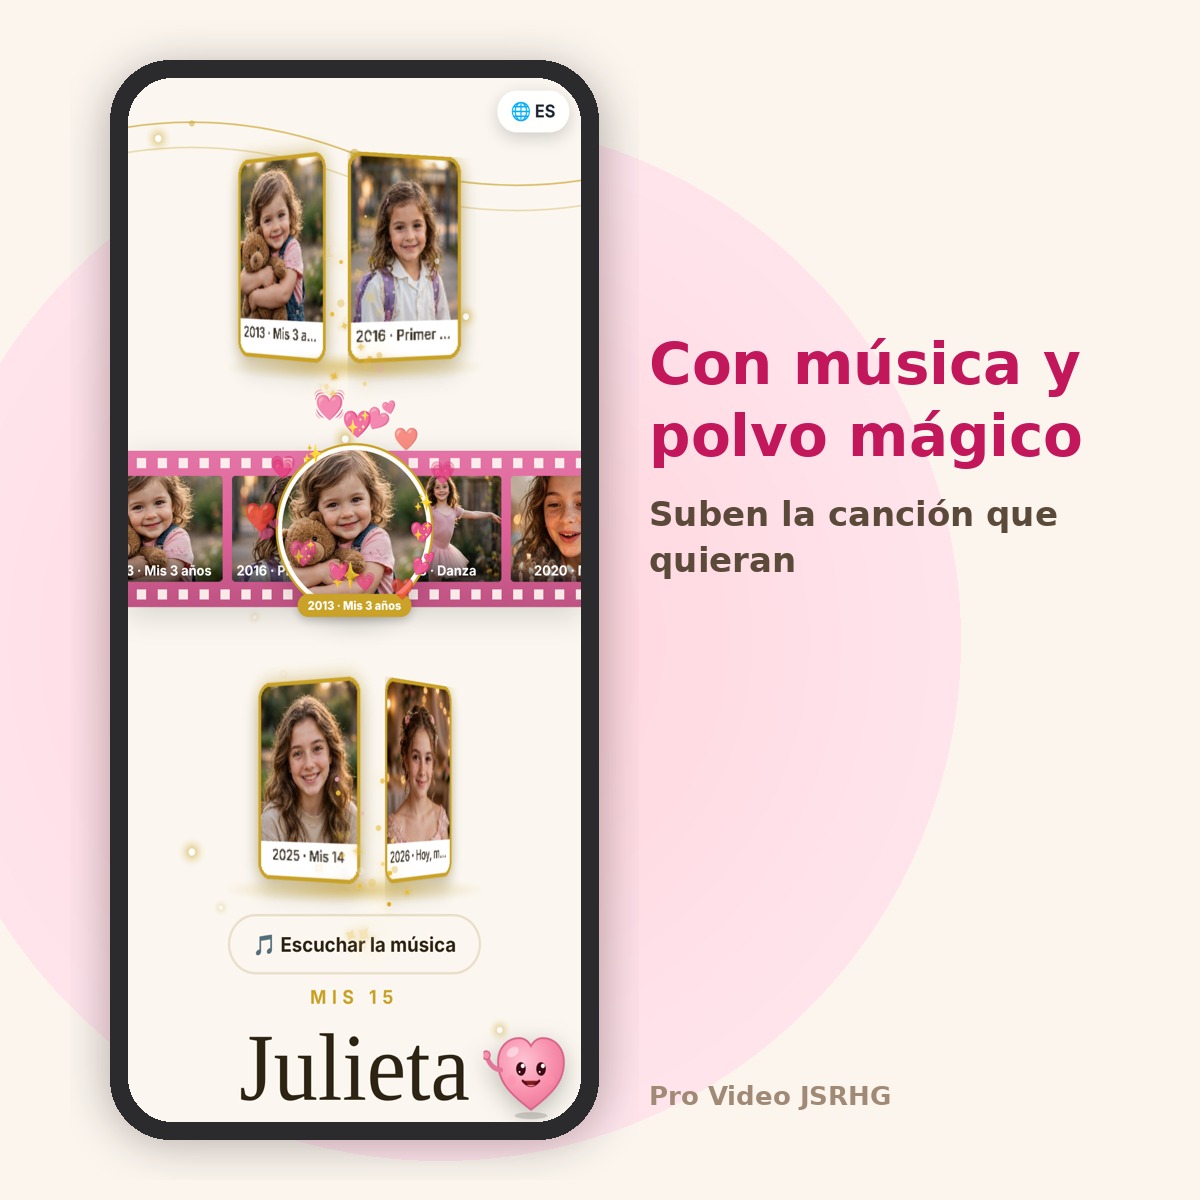 🌐 ES
2013 · Mis 3 a...
2016 · Primer ...
3 · Mis 3 años
2016 · P
· Danza
2020 ·
2013 · Mis 3 años
2025 · Mis 14
2026 · Hoy, m...
🎵 Escuchar la música
MIS 15
Julieta
Con música y
polvo mágico
Suben la canción que
quieran
Pro Video JSRHG